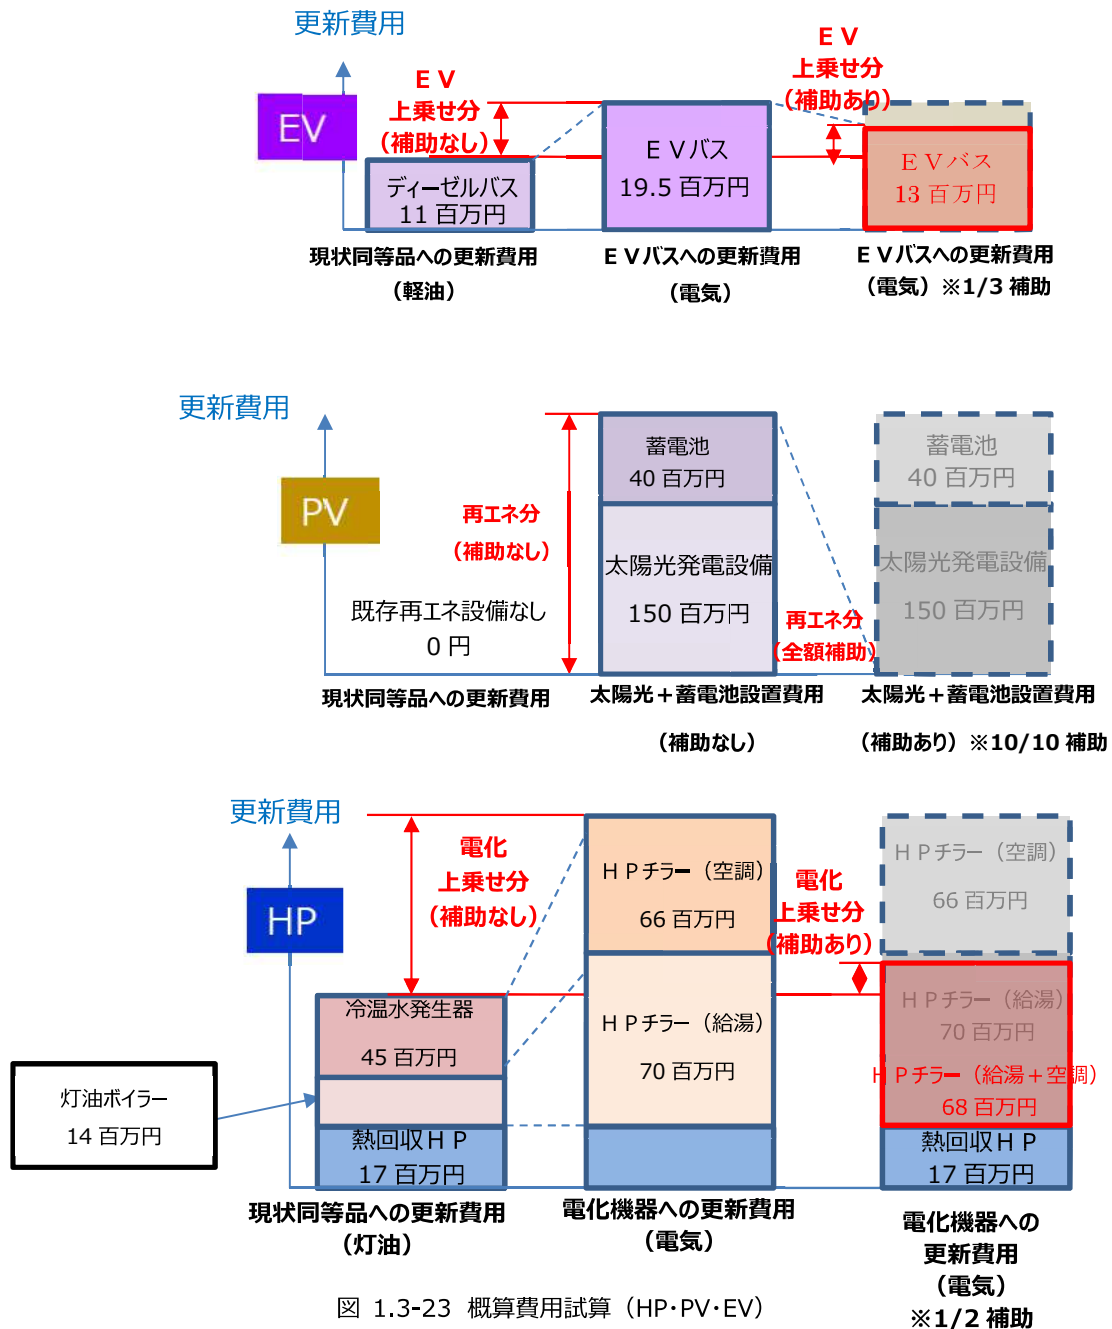 更新費用
EV
ＥＶ
上乗せ分
（補助なし）
ＥＶ
上乗せ分
（補助あり）
ディーゼルバス
11 百万円
ＥＶバス
19.5 百万円
ＥＶバス
13 百万円
現状同等品への更新費用
（軽油）
ＥＶバスへの更新費用
（電気）
ＥＶバスへの更新費用
（電気）※1/3 補助
更新費用
PV
再エネ分
（補助なし）
既存再エネ設備なし
0 円
蓄電池
40 百万円
太陽光発電設備
150 百万円
再エネ分
（全額補助）
蓄電池
40 百万円
太陽光発電設備
150 百万円
現状同等品への更新費用
太陽光＋蓄電池設置費用
（補助なし）
太陽光＋蓄電池設置費用
（補助あり）※10/10 補助
更新費用
HP
電化
上乗せ分
（補助なし）
冷温水発生器
45 百万円
灯油ボイラー
14 百万円
熱回収ＨＰ
17 百万円
ＨＰチラー（空調）
66 百万円
ＨＰチラー（給湯）
70 百万円
電化
上乗せ分
（補助あり）
ＨＰチラー（空調）
66 百万円
ＨＰチラー（給湯）
70 百万円
ＨＰチラー（給湯＋空調）
68 百万円
熱回収ＨＰ
17 百万円
現状同等品への更新費用
（灯油）
電化機器への更新費用
（電気）
電化機器への
更新費用
（電気）
※1/2 補助
図 1.3-23 概算費用試算（HP･PV･EV）